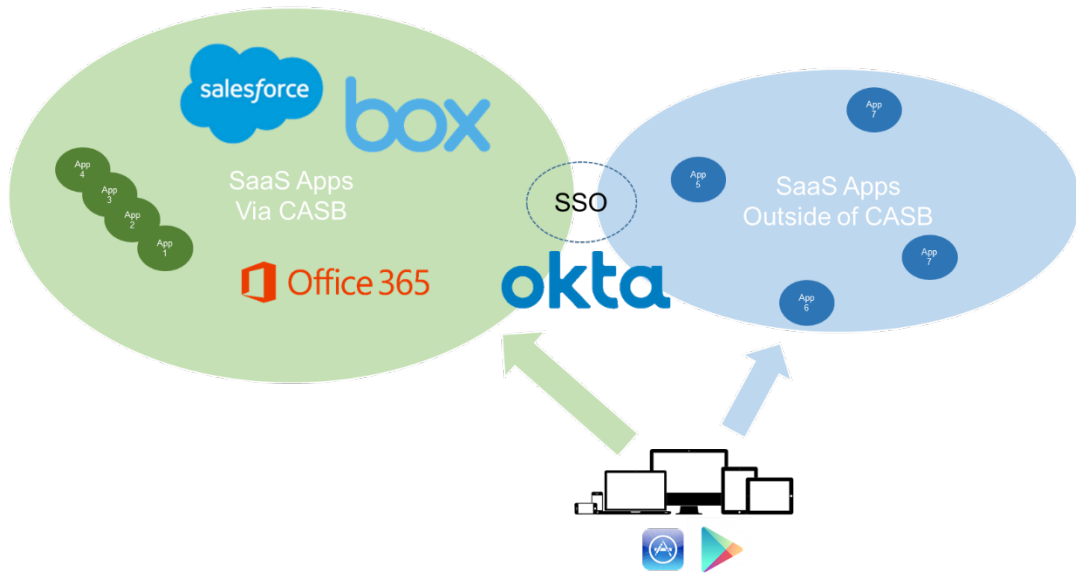 salesforce
box
SaaS Apps
Via CASB
App
4
App
3
App
2
App
1
Office 365
SSO
okta
App
7
App
5
SaaS Apps
Outside of CASB
App
7
App
6